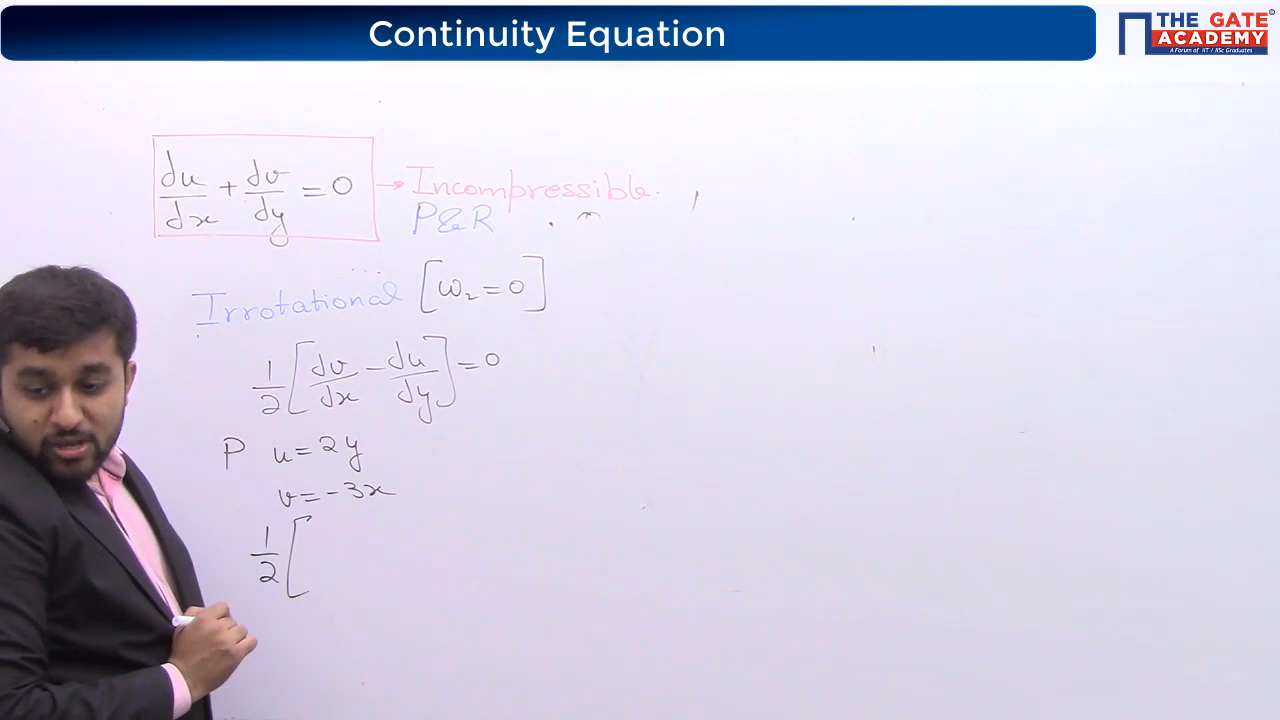 Continuity Equation
THE GATE ACADEMY ©
A Forum of IIT / IISc Graduates
du/dx + dv/dy = 0 → Incompressible.
P&R
Irrotational [ω₂ = 0]
1/2 [dv/dx - du/dy] = 0
P u = 2y
v = -3x
1/2 [